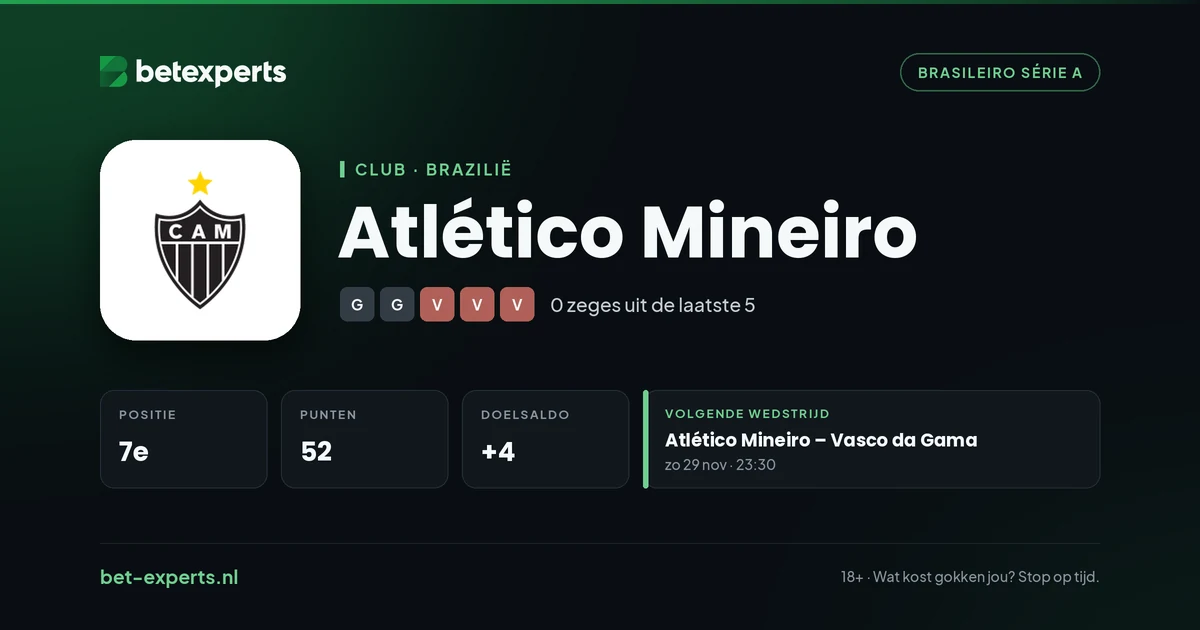 betexperts
BRASILEIRO SÉRIE A
CLUB · BRAZILIË
CAM
Atlético Mineiro
G G V V V 0 zeges uit de laatste 5
POSITIE
7e
PUNTEN
52
DOELSALDO
+4
VOLGENDE WEDSTRIJD
Atlético Mineiro – Vasco da Gama
zo 29 nov · 23:30
bet-experts.nl
18+ · Wat kost gokken jou? Stop op tijd.